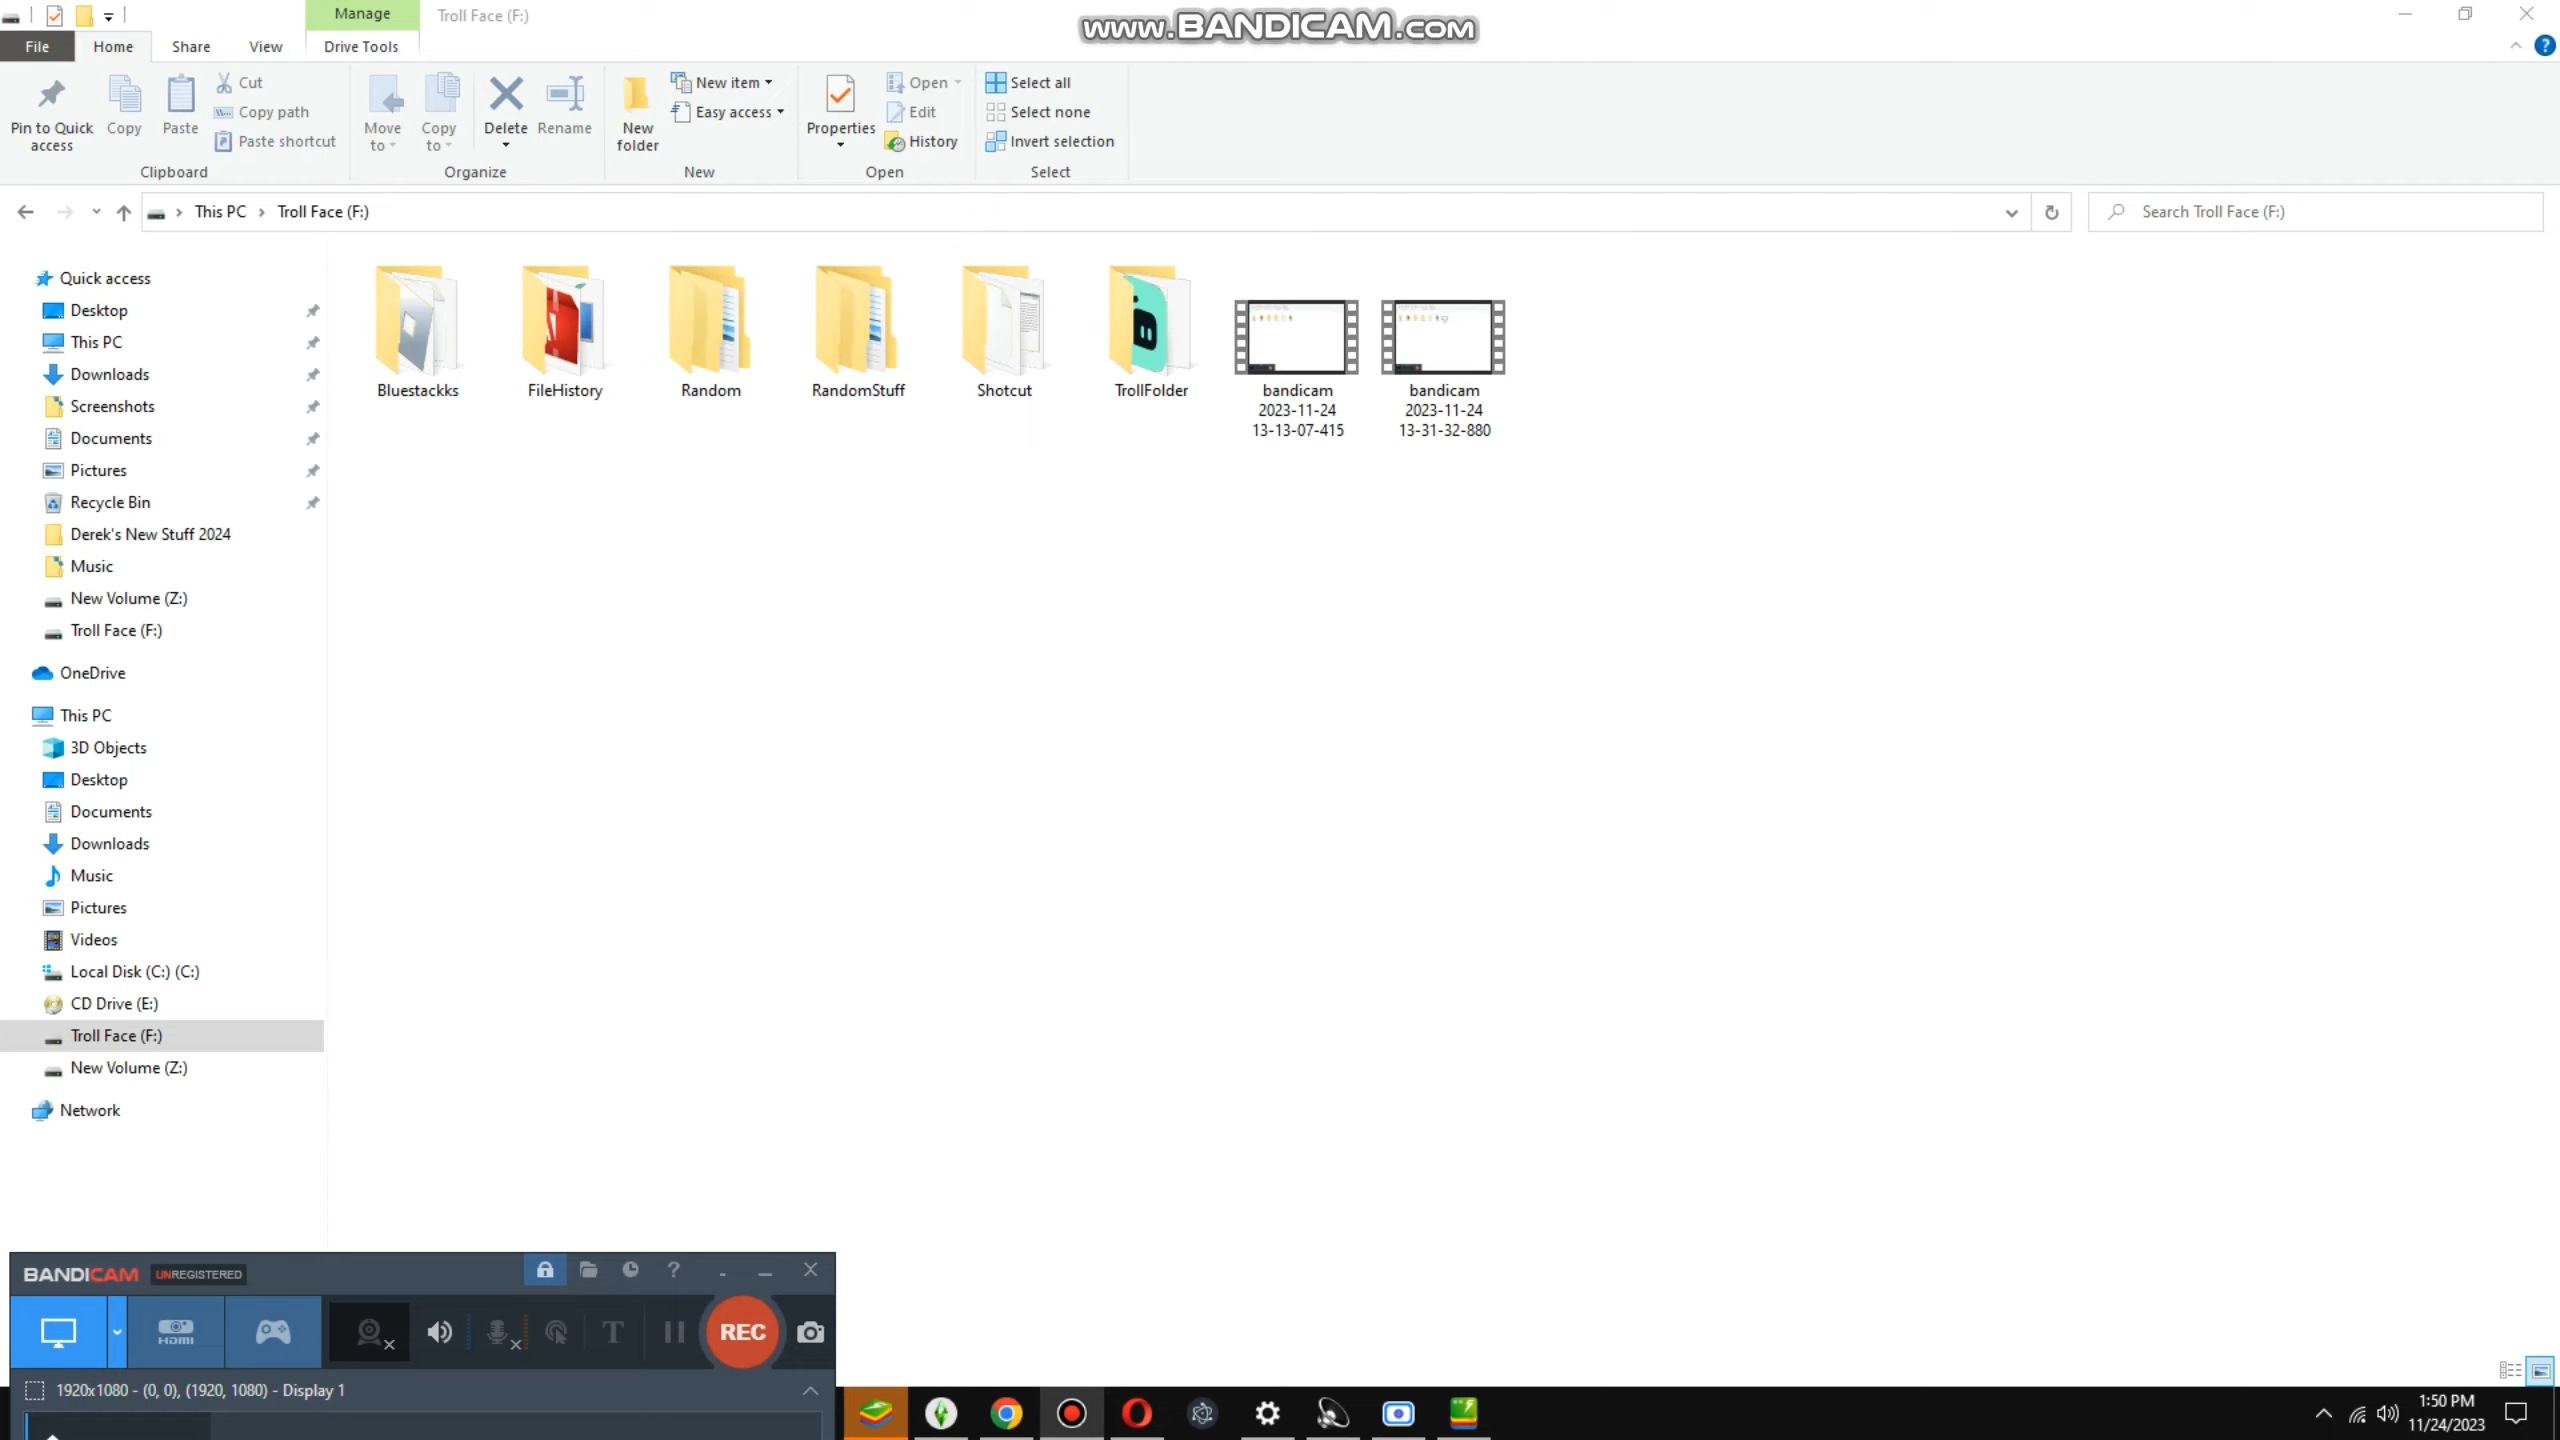 Manage
Troll Face (F:)
www.BANDICAM.com
File
Home
Share
View
Drive Tools
Pin to Quick access
Copy
Paste
Cut
Copy path
Paste shortcut
Clipboard
Move to
Copy to
Delete
Rename
Organize
New folder
New item
Easy access
New
Properties
Open
Edit
History
Open
Select all
Select none
Invert selection
Select
This PC
Troll Face (F:)
Search Troll Face (F:)
Quick access
Desktop
This PC
Downloads
Screenshots
Documents
Pictures
Recycle Bin
Derek's New Stuff 2024
Music
New Volume (Z:)
Troll Face (F:)
OneDrive
This PC
3D Objects
Desktop
Documents
Downloads
Music
Pictures
Videos
Local Disk (C:) (C:)
CD Drive (E:)
Troll Face (F:)
New Volume (Z:)
Network
Bluestackks
FileHistory
Random
RandomStuff
Shotcut
TrollFolder
bandicam
2023-11-24
13-13-07-415
bandicam
2023-11-24
13-31-32-880
BANDICAM UNREGISTERED
HDMI
T
REC
1920x1080 - (0, 0), (1920, 1080) - Display 1
1:50 PM
11/24/2023